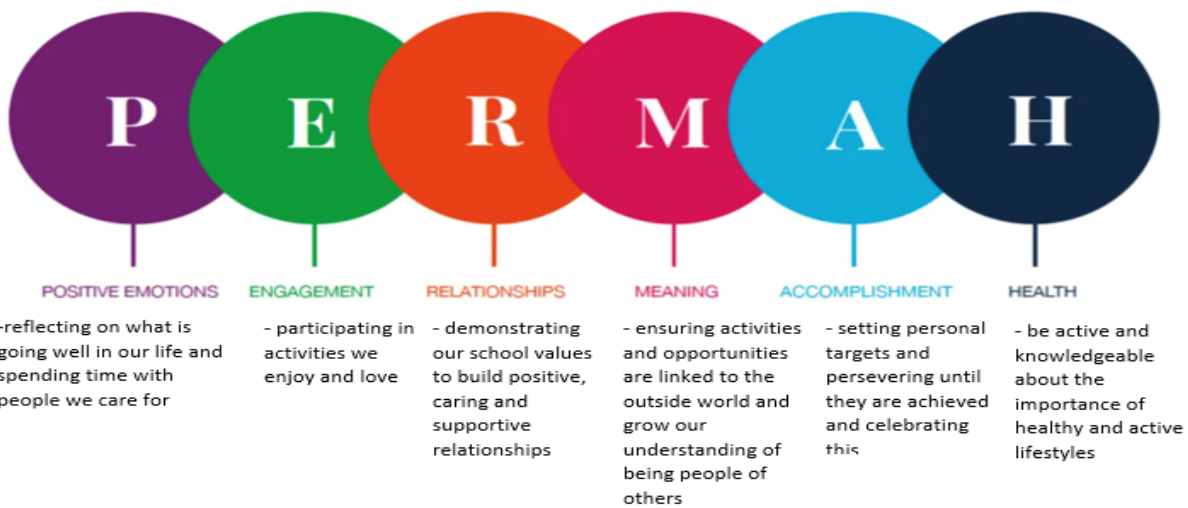 P
E
R
M
A
H
POSITIVE EMOTIONS
-reflecting on what is
going well in our life and
spending time with
people we care for
ENGAGEMENT
- participating in
activities we
enjoy and love
RELATIONSHIPS
- demonstrating
our school values
to build positive,
caring and
supportive
relationships
MEANING
- ensuring activities
and opportunities
are linked to the
outside world and
grow our
understanding of
being people of
others
ACCOMPLISHMENT
- setting personal
targets and
persevering until
they are achieved
and celebrating
this
HEALTH
- be active and
knowledgeable
about the
importance of
healthy and active
lifestyles